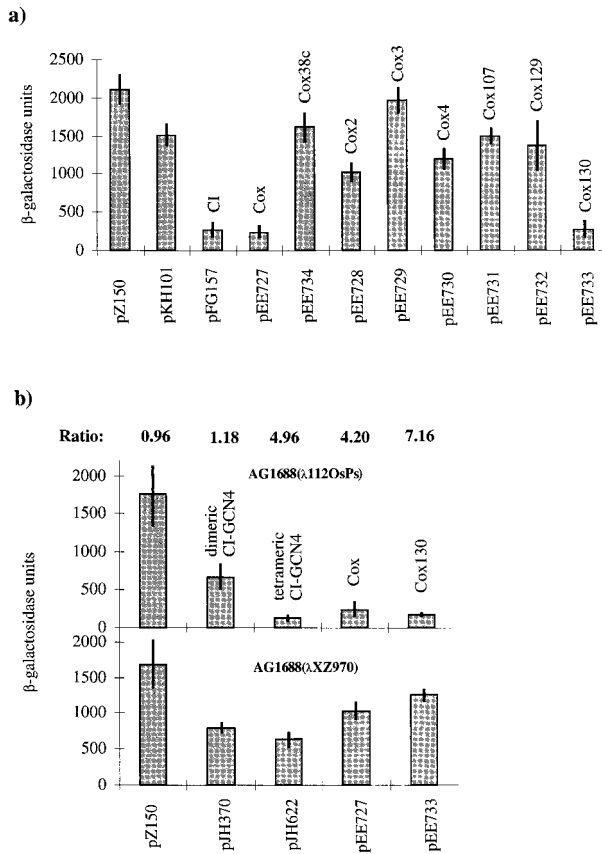 a)
β-galactosidase units
2500
2000
1500
1000
500
0
CI
Cox
Cox38c
Cox2
Cox3
Cox4
Cox107
Cox129
Cox130
pZ150
pKH101
pFG157
pEE727
pEE734
pEE728
pEE729
pEE730
pEE731
pEE732
pEE733
b)
Ratio: 0.96 1.18 4.96 4.20 7.16
AG1688(λ112OsPs)
β-galactosidase units
2000
1500
1000
500
0
dimeric
CI-GCN4
tetrameric
CI-GCN4
Cox
Cox130
AG1688(λXZ970)
2000
1500
1000
500
0
pZ150
pJH370
pJH622
pEE727
pEE733